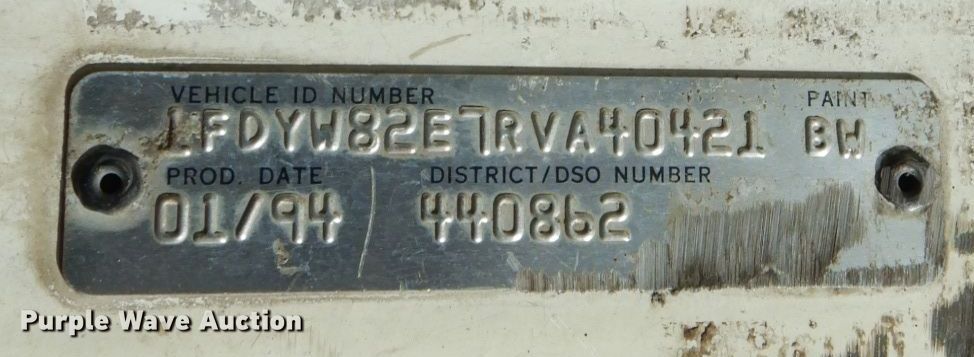 VEHICLE ID NUMBER PAINT
1FDYW82E7RVA40421 BW
PROD. DATE DISTRICT/DSO NUMBER
01/94 440862
Purple Wave Auction